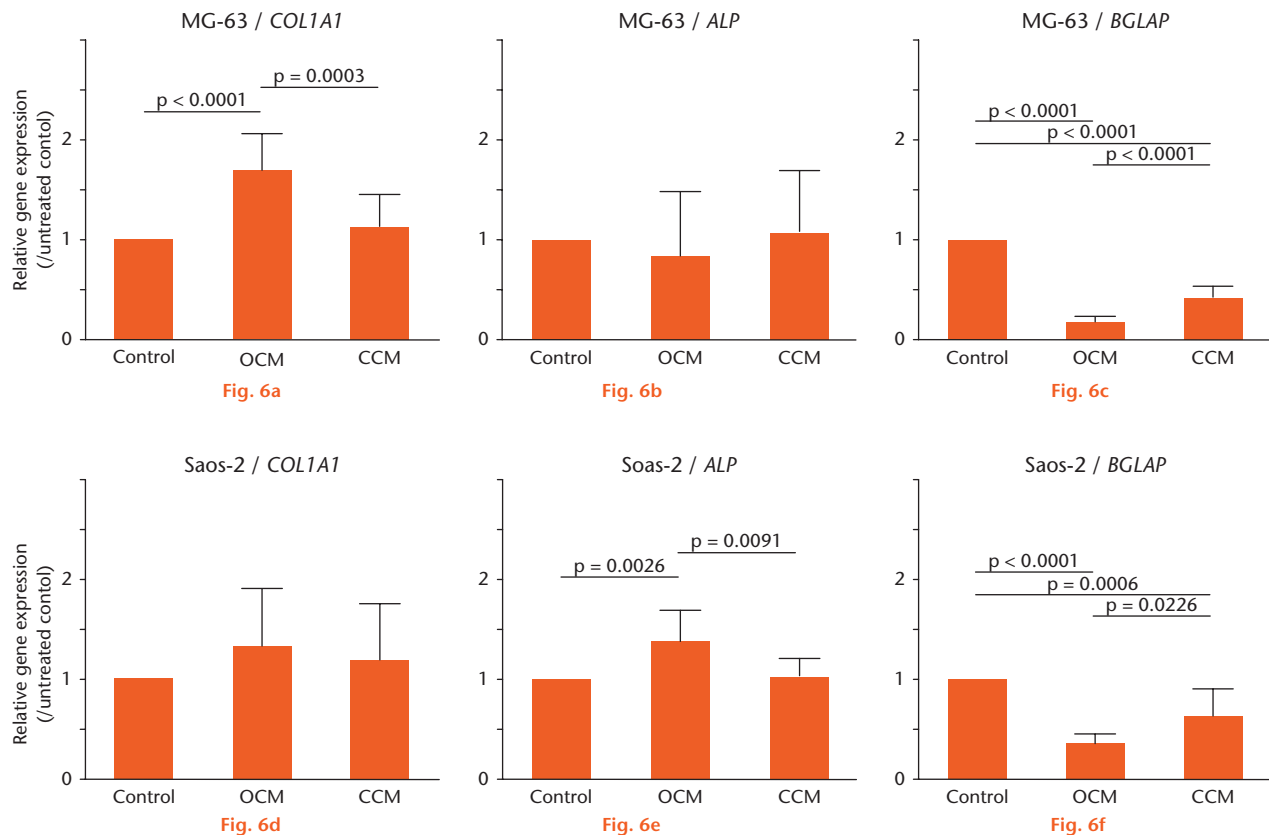 MG-63 / COL1A1
Relative gene expression
(/untreated contol)
2
1
0
p < 0.0001
p = 0.0003
Control
OCM
CCM
Fig. 6a
MG-63 / ALP
2
1
0
Control
OCM
CCM
Fig. 6b
MG-63 / BGLAP
2
1
0
p < 0.0001
p < 0.0001
p < 0.0001
Control
OCM
CCM
Fig. 6c
Saos-2 / COL1A1
Relative gene expression
(/untreated control)
2
1
0
Control
OCM
CCM
Fig. 6d
Soas-2 / ALP
2
1
0
p = 0.0026
p = 0.0091
Control
OCM
CCM
Fig. 6e
Saos-2 / BGLAP
2
1
0
p < 0.0001
p = 0.0006
p = 0.0226
Control
OCM
CCM
Fig. 6f